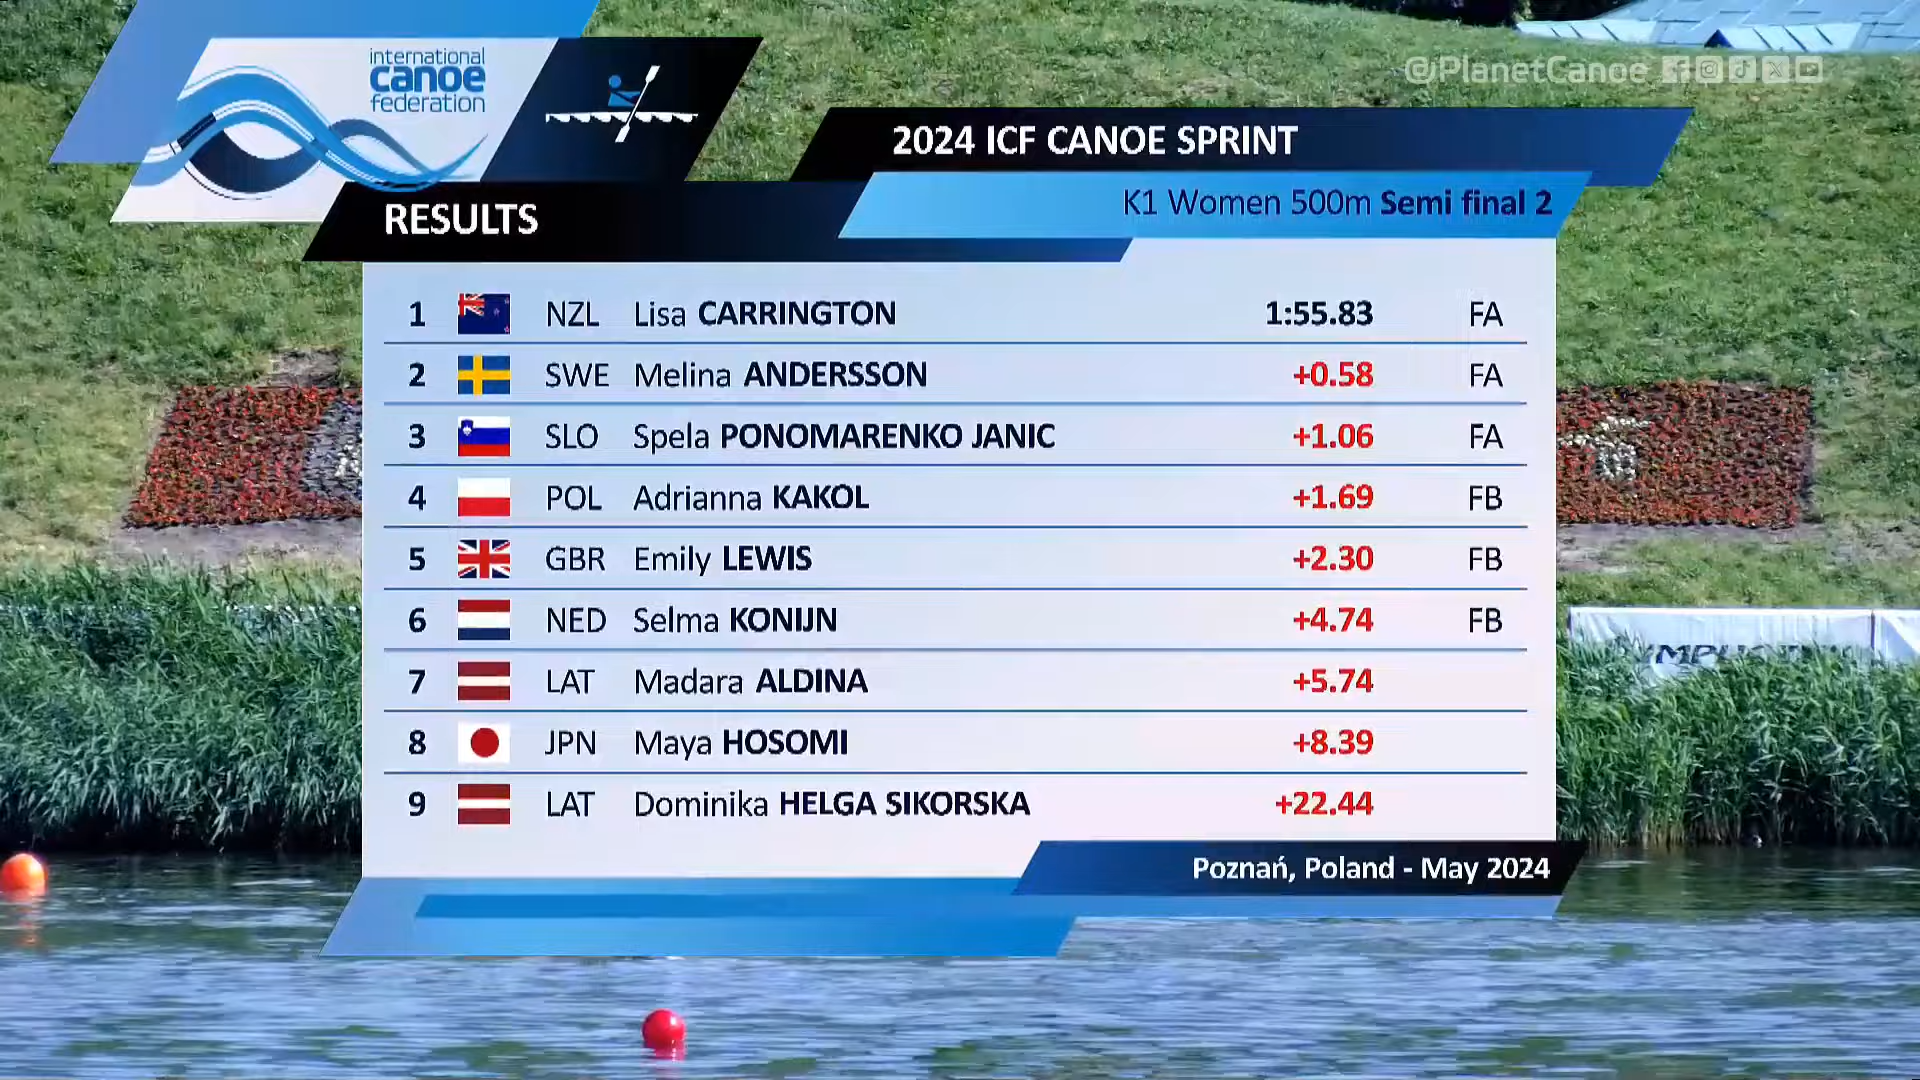 international
canoe
federation
@PlanetCanoe
2024 ICF CANOE SPRINT
K1 Women 500m Semi final 2
RESULTS
1 NZL Lisa CARRINGTON 1:55.83 FA
2 SWE Melina ANDERSSON +0.58 FA
3 SLO Spela PONOMARENKO JANIC +1.06 FA
4 POL Adrianna KAKOL +1.69 FB
5 GBR Emily LEWIS +2.30 FB
6 NED Selma KONIJN +4.74 FB
7 LAT Madara ALDINA +5.74
8 JPN Maya HOSOMI +8.39
9 LAT Dominika HELGA SIKORSKA +22.44
Poznań, Poland - May 2024